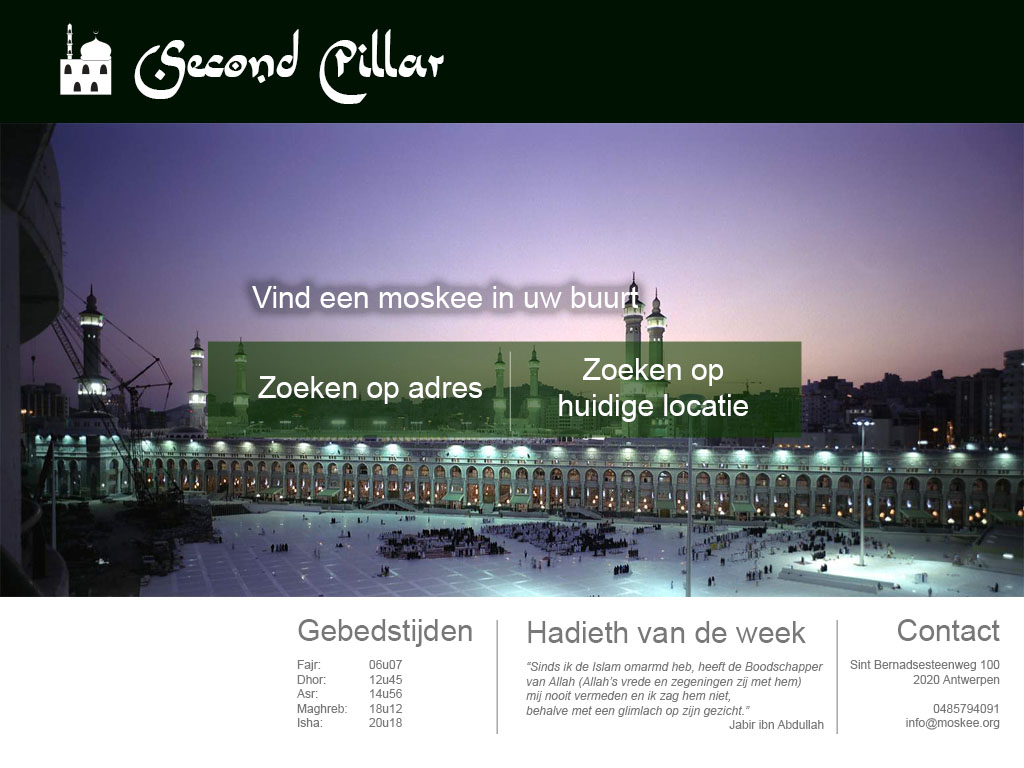 Second Pillar
Vind een moskee in uw buurt
Zoeken op adres
Zoeken op
huidige locatie
Gebedstijden
Fajr: 06u07
Dhor: 12u45
Asr: 14u56
Maghreb: 18u12
Isha: 20u18
Hadieth van de week
“Sinds ik de Islam omarmd heb, heeft de Boodschapper
van Allah (Allah’s vrede en zegeningen zij met hem)
mij nooit vermeden en ik zag hem niet,
behalve met een glimlach op zijn gezicht.”
Jabir ibn Abdullah
Contact
Sint Bernadsesteenweg 100
2020 Antwerpen
0485794091
info@moskee.org